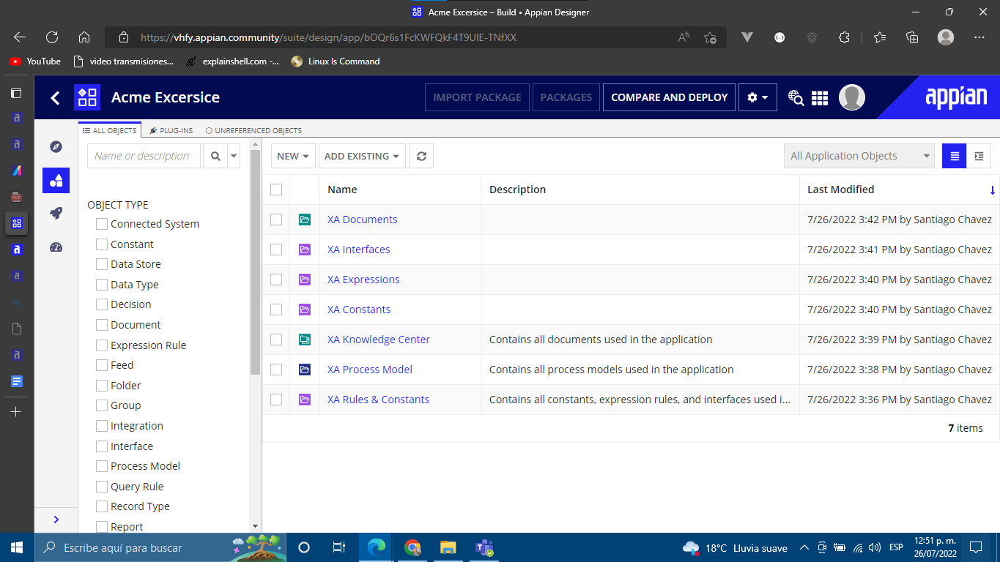 Acme Excersice – Build • Appian Designer
https://vhfy.appian.community/suite/design/app/bOQr6s1FcKWFQkF4T9UIE-TNfXX
YouTube
video transmisiones...
explainshell.com -...
Linux Is Command
Acme Excersice
IMPORT PACKAGE
PACKAGES
COMPARE AND DEPLOY
appian
ALL OBJECTS
PLUG-INS
UNREFERENCED OBJECTS
Name or description
NEW
ADD EXISTING
All Application Objects
OBJECT TYPE
Connected System
Constant
Data Store
Data Type
Decision
Document
Expression Rule
Feed
Folder
Group
Integration
Interface
Process Model
Query Rule
Record Type
Report
Name Description Last Modified
XA Documents 7/26/2022 3:42 PM by Santiago Chavez
XA Interfaces 7/26/2022 3:41 PM by Santiago Chavez
XA Expressions 7/26/2022 3:40 PM by Santiago Chavez
XA Constants 7/26/2022 3:40 PM by Santiago Chavez
XA Knowledge Center Contains all documents used in the application 7/26/2022 3:39 PM by Santiago Chavez
XA Process Model Contains all process models used in the application 7/26/2022 3:38 PM by Santiago Chavez
XA Rules & Constants Contains all constants, expression rules, and interfaces used i... 7/26/2022 3:36 PM by Santiago Chavez
7 items
Escribe aquí para buscar
18°C Lluvia suave
ESP
12:51 p. m.
26/07/2022